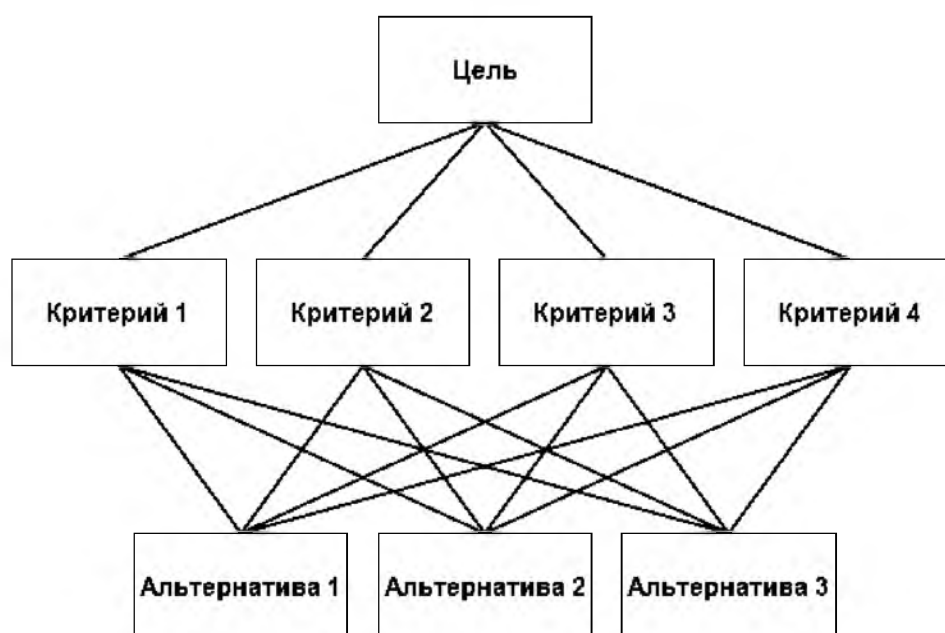 Цель
Критерий 1
Критерий 2
Критерий 3
Критерий 4
Альтернатива 1
Альтернатива 2
Альтернатива 3